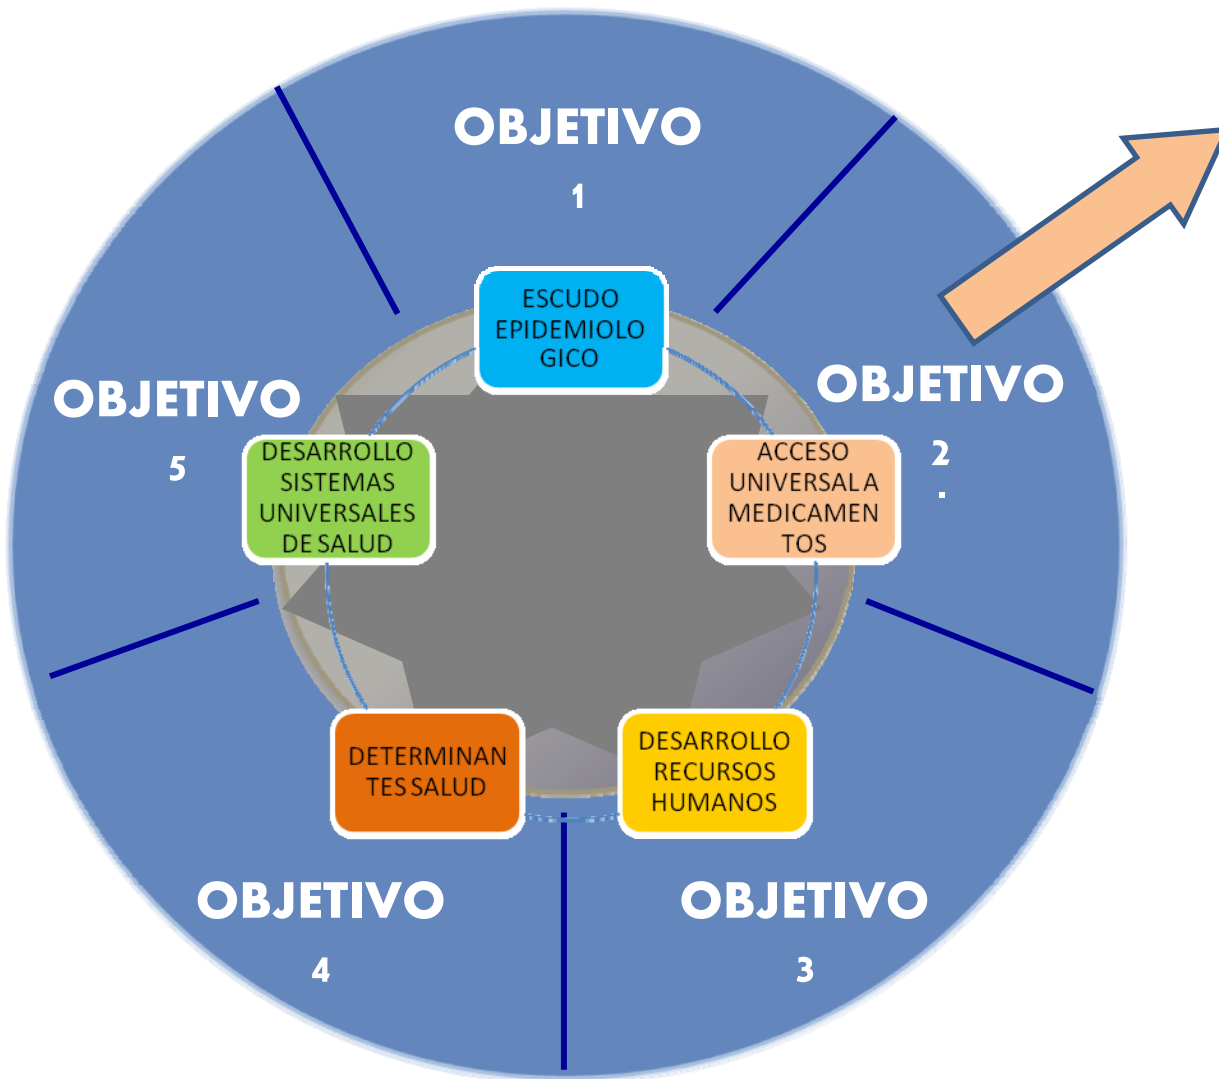 OBJETIVO
1
ESCUDO
EPIDEMIOLO
GICO
OBJETIVO
2
.
ACCESO
UNIVERSAL A
MEDICAMEN
TOS
OBJETIVO
3
DESARROLLO
RECURSOS
HUMANOS
OBJETIVO
4
DETERMINAN
TES SALUD
OBJETIVO
5
DESARROLLO
SISTEMAS
UNIVERSALES
DE SALUD